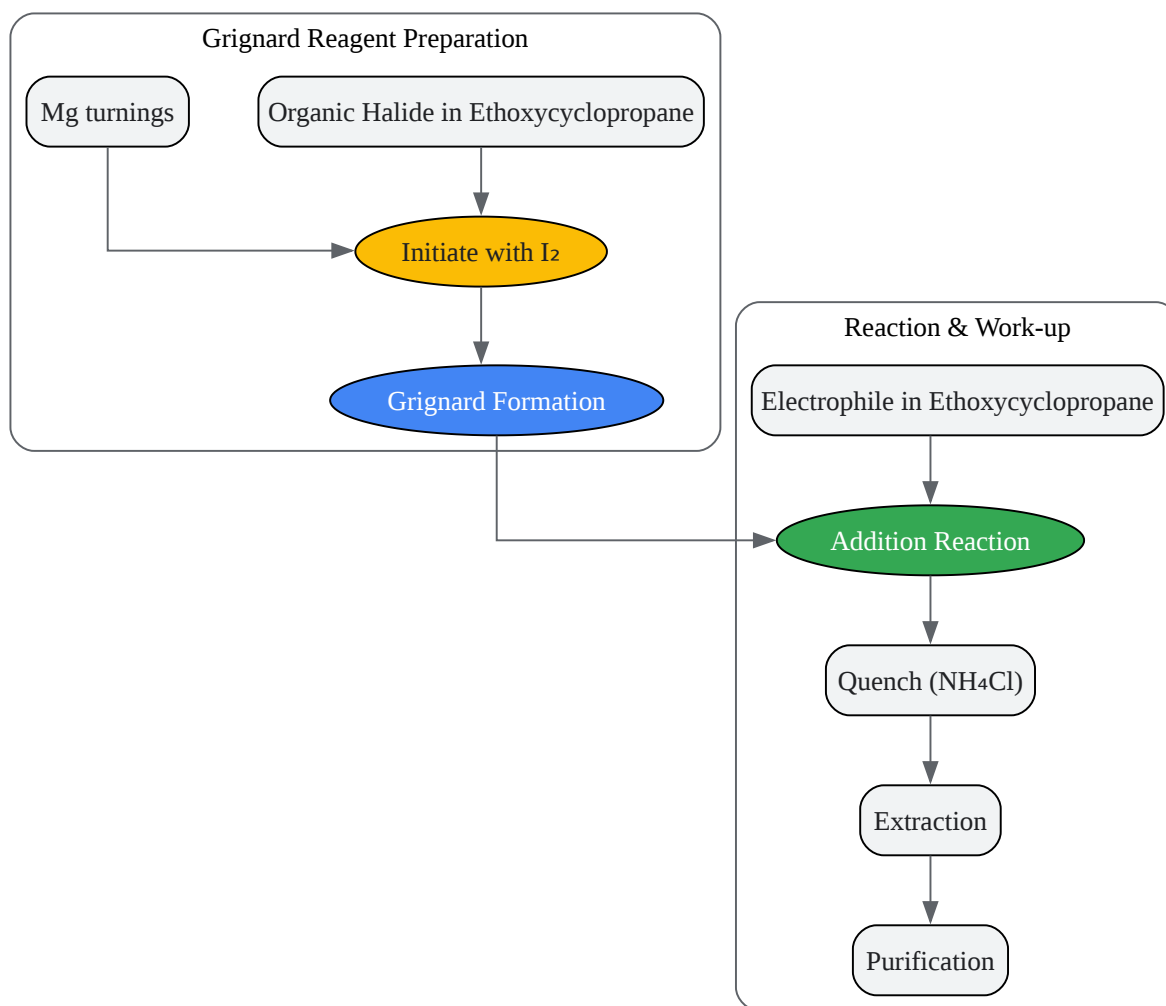 Grignard Reagent Preparation
Mg turnings
Organic Halide in Ethoxycyclopropane
Initiate with I₂
Grignard Formation
Reaction & Work-up
Electrophile in Ethoxycyclopropane
Addition Reaction
Quench (NH₄Cl)
Extraction
Purification